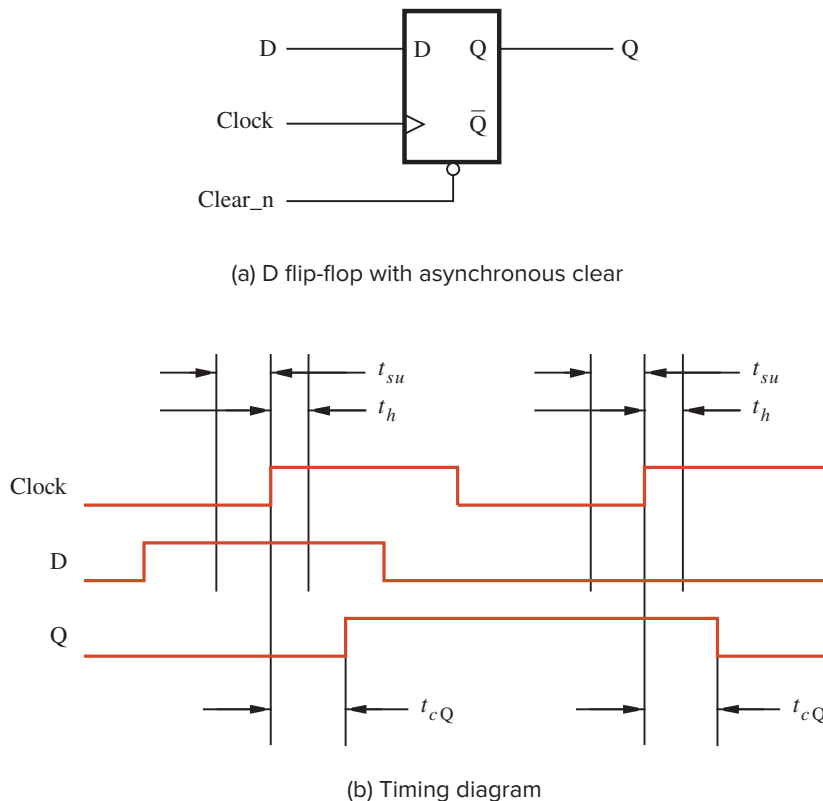 D D Q Q
Clock Q̅
Clear_n
(a) D flip-flop with asynchronous clear
t_su t_su
t_h t_h
Clock
D
Q
t_cQ t_cQ
(b) Timing diagram